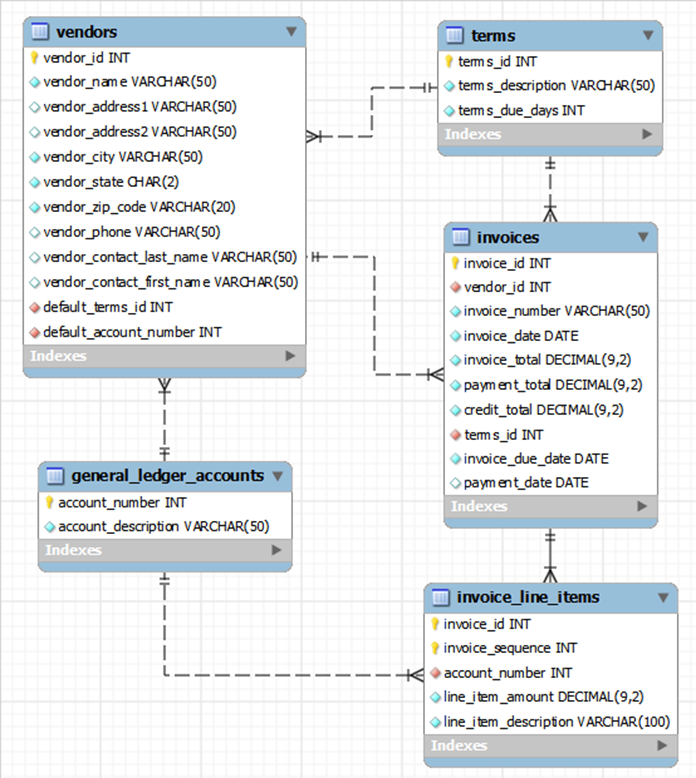 vendors
vendor_id INT
vendor_name VARCHAR(50)
vendor_address1 VARCHAR(50)
vendor_address2 VARCHAR(50)
vendor_city VARCHAR(50)
vendor_state CHAR(2)
vendor_zip_code VARCHAR(20)
vendor_phone VARCHAR(50)
vendor_contact_last_name VARCHAR(50)
vendor_contact_first_name VARCHAR(50)
default_terms_id INT
default_account_number INT
Indexes
terms
terms_id INT
terms_description VARCHAR(50)
terms_due_days INT
Indexes
invoices
invoice_id INT
vendor_id INT
invoice_number VARCHAR(50)
invoice_date DATE
invoice_total DECIMAL(9,2)
payment_total DECIMAL(9,2)
credit_total DECIMAL(9,2)
terms_id INT
invoice_due_date DATE
payment_date DATE
Indexes
general_ledger_accounts
account_number INT
account_description VARCHAR(50)
Indexes
invoice_line_items
invoice_id INT
invoice_sequence INT
account_number INT
line_item_amount DECIMAL(9,2)
line_item_description VARCHAR(100)
Indexes